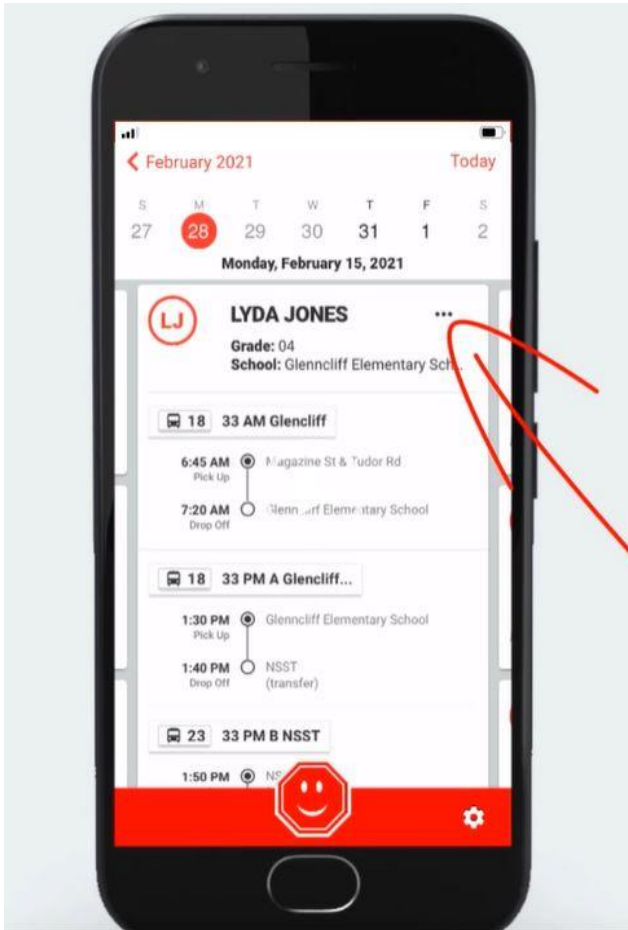 February 2021
Today
S M T W T F S
27 28 29 30 31 1 2
Monday, February 15, 2021
LJ
LYDA JONES
•••
Grade: 04
School: Glenncliff Elementary Sch..
18 33 AM Glencliff
6:45 AM Magazine St & Tudor Rd
Pick Up
7:20 AM Elementary School
Drop Off
18 33 PM A Glencliff...
1:30 PM Glenncliff Elementary School
Pick Up
1:40 PM NSST
Drop Off (transfer)
23 33 PM B NSST
1:50 PM